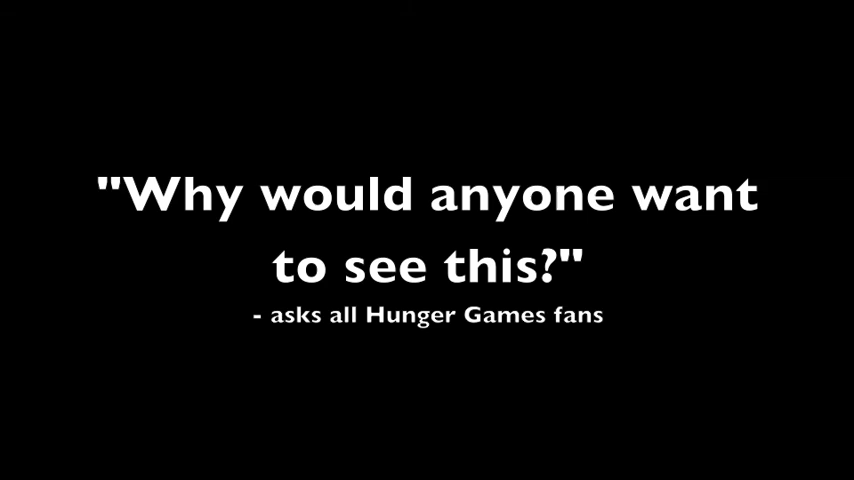 "Why would anyone want
to see this?"
- asks all Hunger Games fans